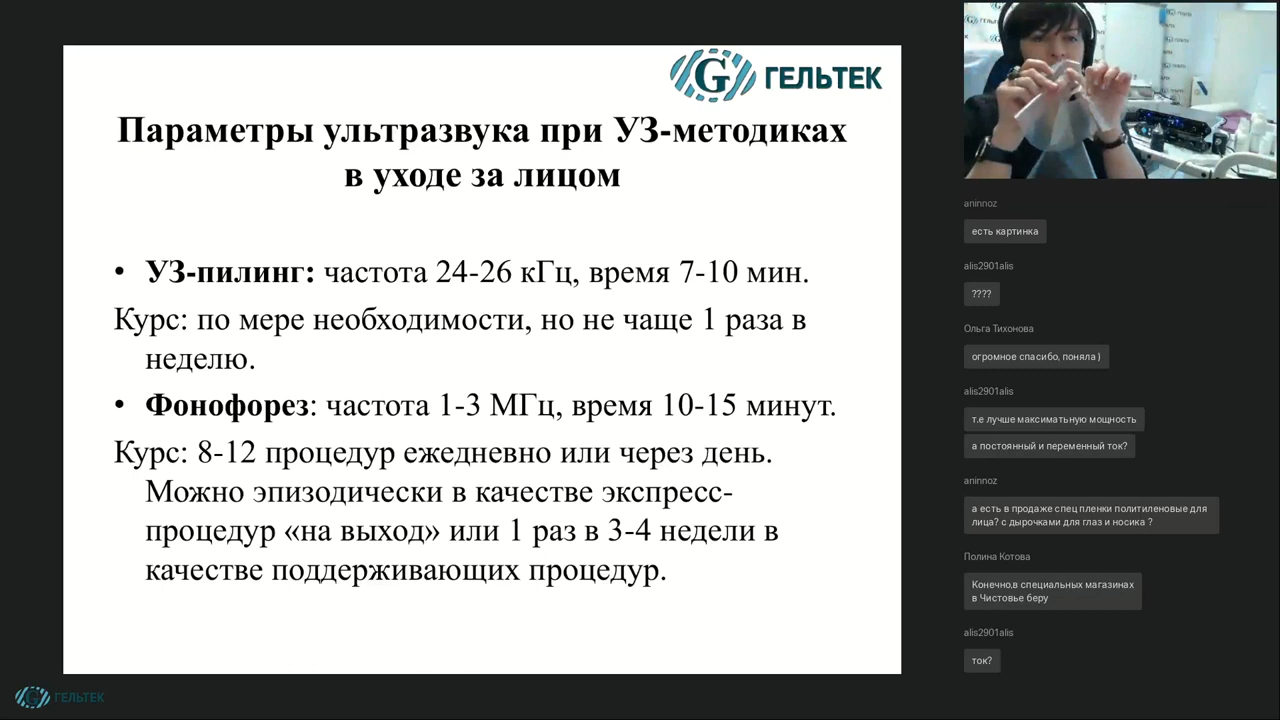 ГЕЛЬТЕК
Параметры ультразвука при УЗ-методиках
в уходе за лицом
• УЗ-пилинг: частота 24-26 кГц, время 7-10 мин.
Курс: по мере необходимости, но не чаще 1 раза в
неделю.
• Фонофорез: частота 1-3 МГц, время 10-15 минут.
Курс: 8-12 процедур ежедневно или через день.
Можно эпизодически в качестве экспресс-
процедур «на выход» или 1 раз в 3-4 недели в
качестве поддерживающих процедур.
ГЕЛЬТЕК
aninnoz
есть картинка
alis2901alis
????
Ольга Тихонова
огромное спасибо, поняла )
alis2901alis
т.е лучше максиматьную мощность
а постоянный и переменный ток?
aninnoz
а есть в продаже спец пленки политиленовые для
лица? с дырочками для глаз и носика ?
Полина Котова
Конечно,в специальных магазинах
в Чистовье беру
alis2901alis
ток?